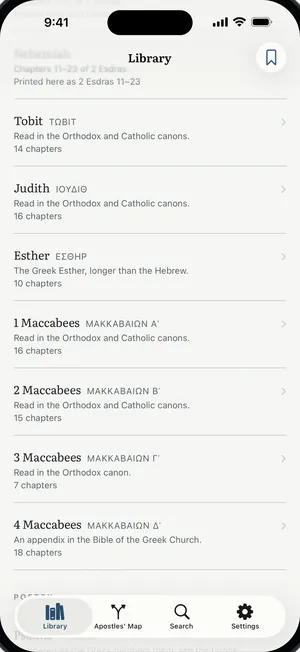 9:41
Library
Nehemiah
Chapters 11–23 of 2 Esdras.
Printed here as 2 Esdras 11–23
Tobit ΤΩΒΙΤ
Read in the Orthodox and Catholic canons.
14 chapters
Judith ΙΟΥΔΙΘ
Read in the Orthodox and Catholic canons.
16 chapters
Esther ΕΣΘΗΡ
The Greek Esther, longer than the Hebrew.
10 chapters
1 Maccabees ΜΑΚΚΑΒΑΙΩΝ Α΄
Read in the Orthodox and Catholic canons.
16 chapters
2 Maccabees ΜΑΚΚΑΒΑΙΩΝ Β΄
Read in the Orthodox and Catholic canons.
15 chapters
3 Maccabees ΜΑΚΚΑΒΑΙΩΝ Γ΄
Read in the Orthodox canon.
7 chapters
4 Maccabees ΜΑΚΚΑΒΑΙΩΝ Δ΄
An appendix in the Bible of the Greek Church.
18 chapters
Library Apostles' Map Search Settings